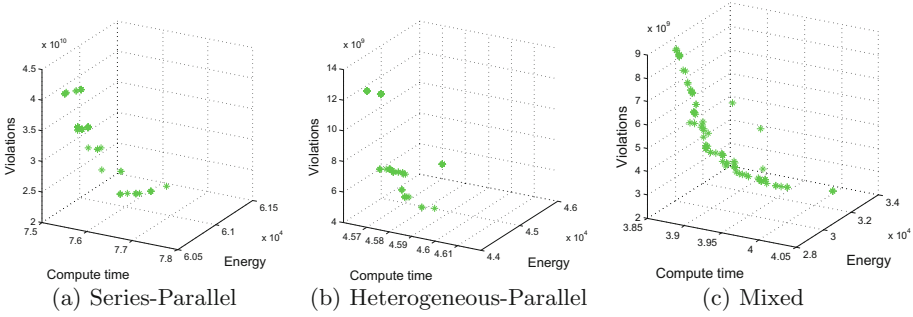 x 10^10
4.5
4
3.5
3
2.5
2
Violations
7.5
7.6
7.7
7.8
Compute time
6.05
6.1
6.15
x 10^4
Energy
(a) Series-Parallel
x 10^9
14
12
10
8
6
4
Violations
4.57
4.58
4.59
4.6
4.61
Compute time
4.4
4.5
4.6
x 10^4
Energy
(b) Heterogeneous-Parallel
x 10^9
9
8
7
6
5
4
3
2
Violations
3.85
3.9
3.95
4
4.05
Compute time
2.8
3
3.2
3.4
x 10^4
Energy
(c) Mixed